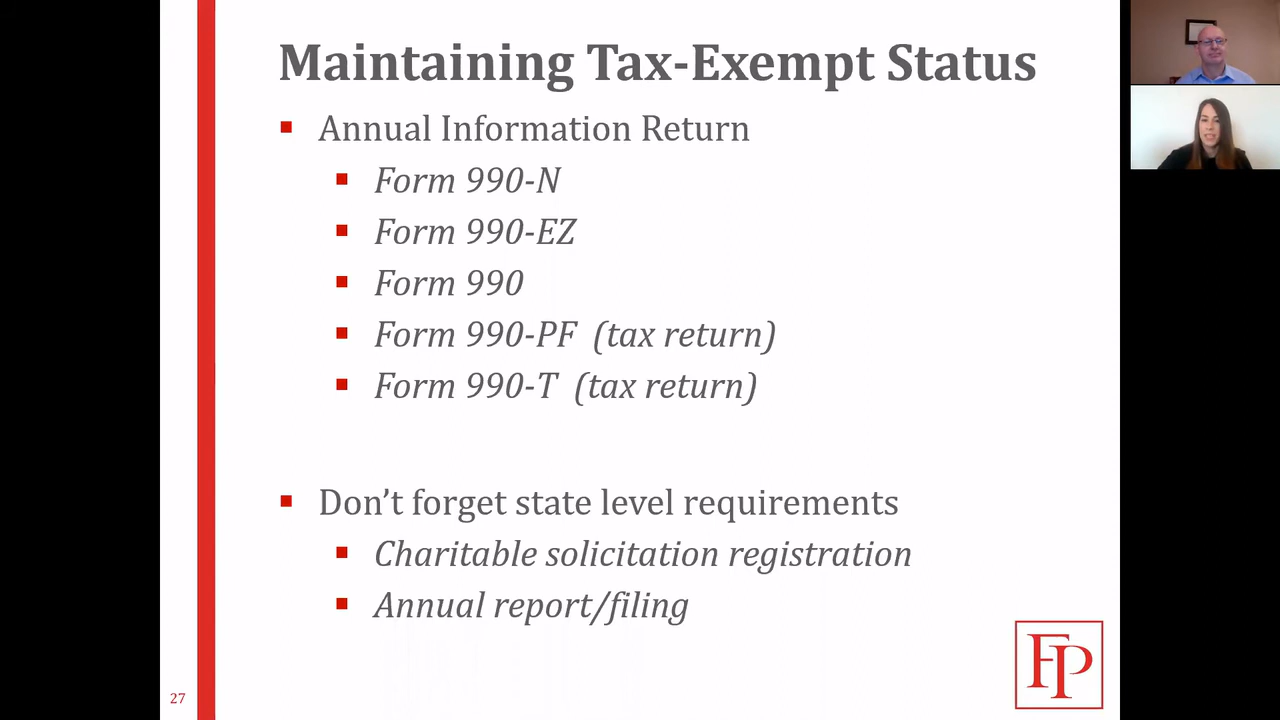 Maintaining Tax-Exempt Status
Annual Information Return
Form 990-N
Form 990-EZ
Form 990
Form 990-PF (tax return)
Form 990-T (tax return)
Don’t forget state level requirements
Charitable solicitation registration
Annual report/filing
FP
27